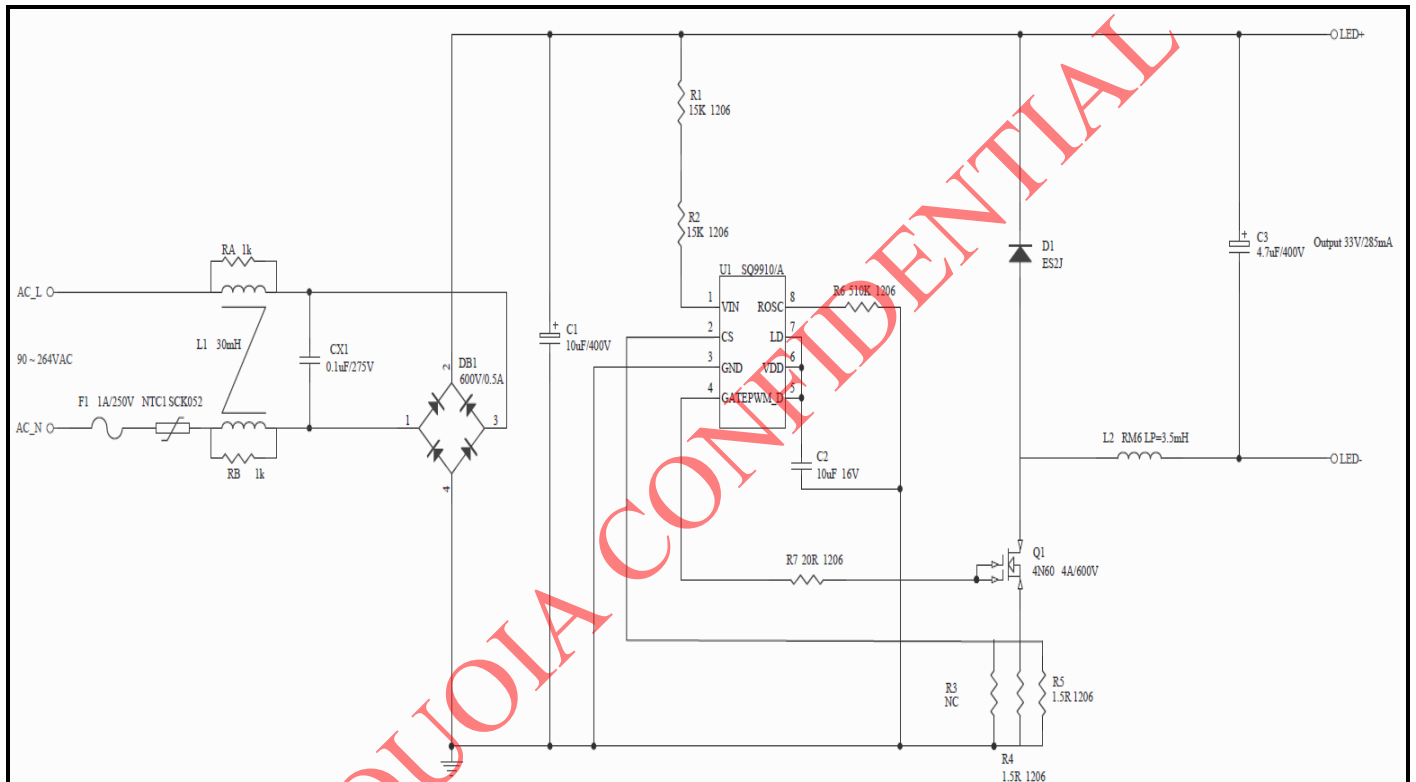 LED+
R1
15K 1206
R2
15K 1206
C3
4.7uF/400V
Output 33V/285mA
D1
ES2J
RA 1k
U1 SQ9910/A
AC_L
1 VIN ROSC 8
R6 510K 1206
2 CS LD 7
3 GND VDD 6
4 GATE PWM_D 5
L1 30mH
CX1
0.1uF/275V
C1
10uF/400V
90 ~ 264VAC
DB1
600V/0.5A
2
1
3
4
F1 1A/250V NTC1 SCK052
AC_N
RB 1k
C2
10uF 16V
L2 RM6 LP=3.5mH
LED-
R7 20R 1206
Q1
4N60 4A/600V
R3
NC
R5
1.5R 1206
R4
1.5R 1206
QUOIA CONFIDENTIAL
+
+
+